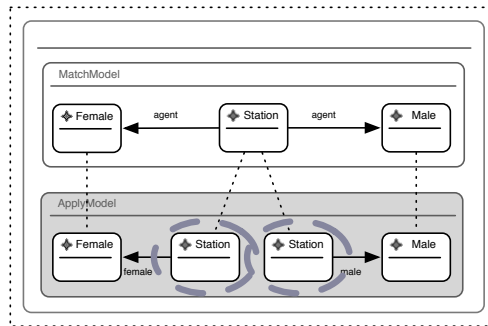 MatchModel
Female
agent
Station
agent
Male
ApplyModel
Female
Station
Station
Male
female
male